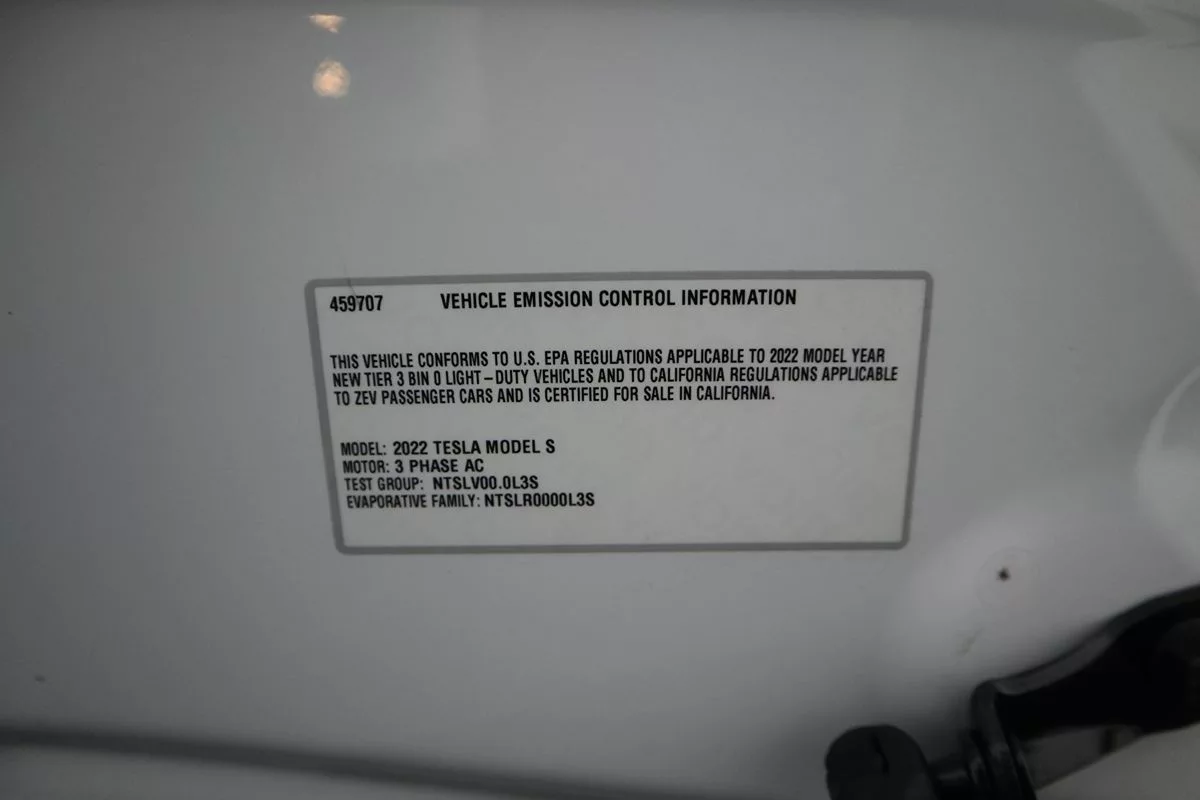 459707 VEHICLE EMISSION CONTROL INFORMATION
THIS VEHICLE CONFORMS TO U.S. EPA REGULATIONS APPLICABLE TO 2022 MODEL YEAR
NEW TIER 3 BIN 0 LIGHT-DUTY VEHICLES AND TO CALIFORNIA REGULATIONS APPLICABLE
TO ZEV PASSENGER CARS AND IS CERTIFIED FOR SALE IN CALIFORNIA.
MODEL: 2022 TESLA MODEL S
MOTOR: 3 PHASE AC
TEST GROUP: NTSLV00.0L3S
EVAPORATIVE FAMILY: NTSLR0000L3S